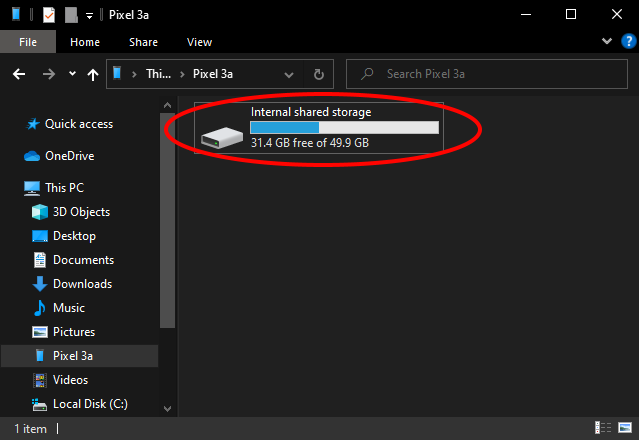 Pixel 3a
File Home Share View
Thi... Pixel 3a Search Pixel 3a
Quick access
OneDrive
This PC
3D Objects
Desktop
Documents
Downloads
Music
Pictures
Pixel 3a
Videos
Local Disk (C:)
Internal shared storage
31.4 GB free of 49.9 GB
1 item